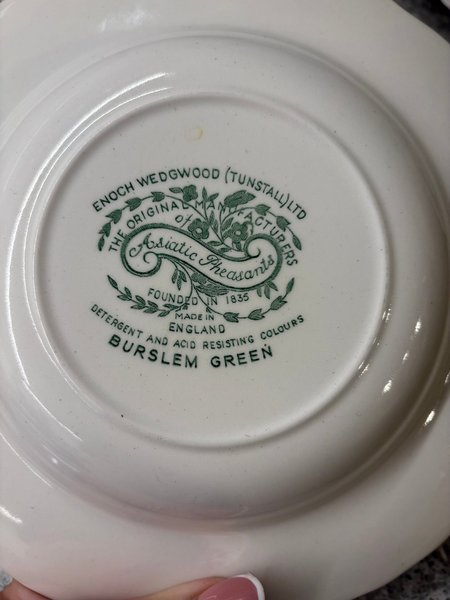 ENOCH WEDGWOOD (TUNSTALL) LTD
THE ORIGINAL MANUFACTURERS
of
Asiatic Pheasants
FOUNDED IN 1835
MADE IN
ENGLAND
DETERGENT AND ACID RESISTING COLOURS
BURSLEM GREEN